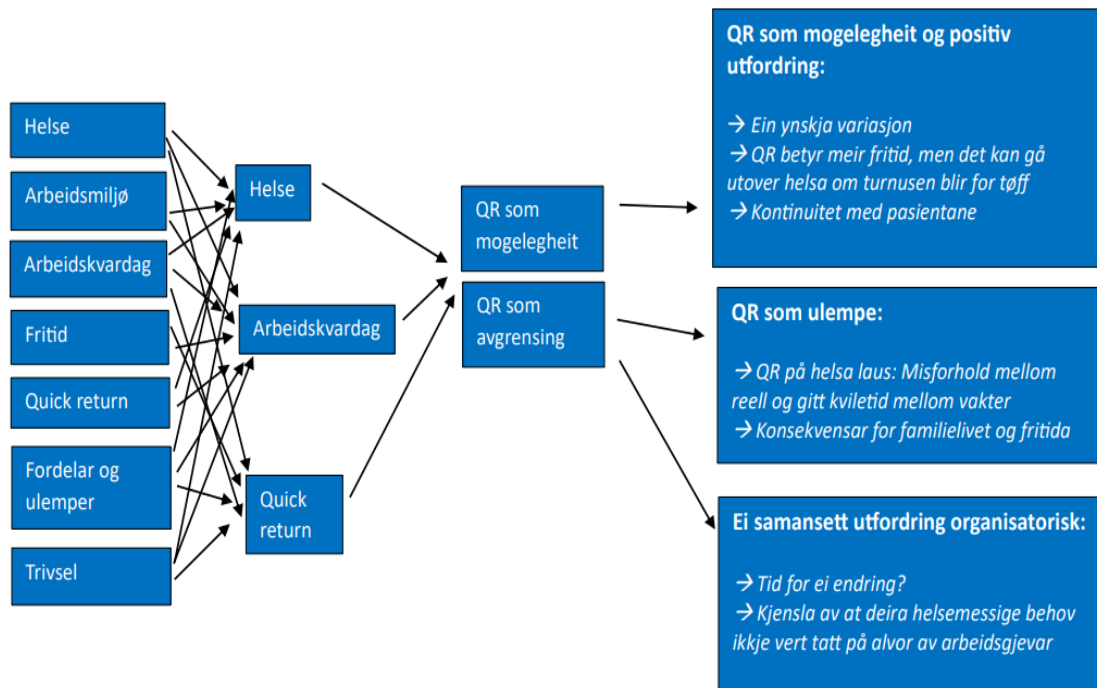 Helse
Arbeidsmiljø
Arbeidskvardag
Fritid
Quick return
Fordelar og
ulemper
Trivsel
Helse
Arbeidskvardag
Quick
return
QR som
mogelegheit
QR som
avgrensing
QR som mogelegheit og positiv
utfordring:
→ Ein ynskja variasjon
→ QR betyr meir fritid, men det kan gå
utover helsa om turnusen blir for tøff
→ Kontinuitet med pasientane
QR som ulempe:
→ QR på helsa laus: Misforhold mellom
reell og gitt kviletid mellom vakter
→ Konsekvensar for familielivet og fritida
Ei samansett utfordring organisatorisk:
→ Tid for ei endring?
→ Kjensla av at deira helsemessige behov
ikkje vert tatt på alvor av arbeidsgjevar